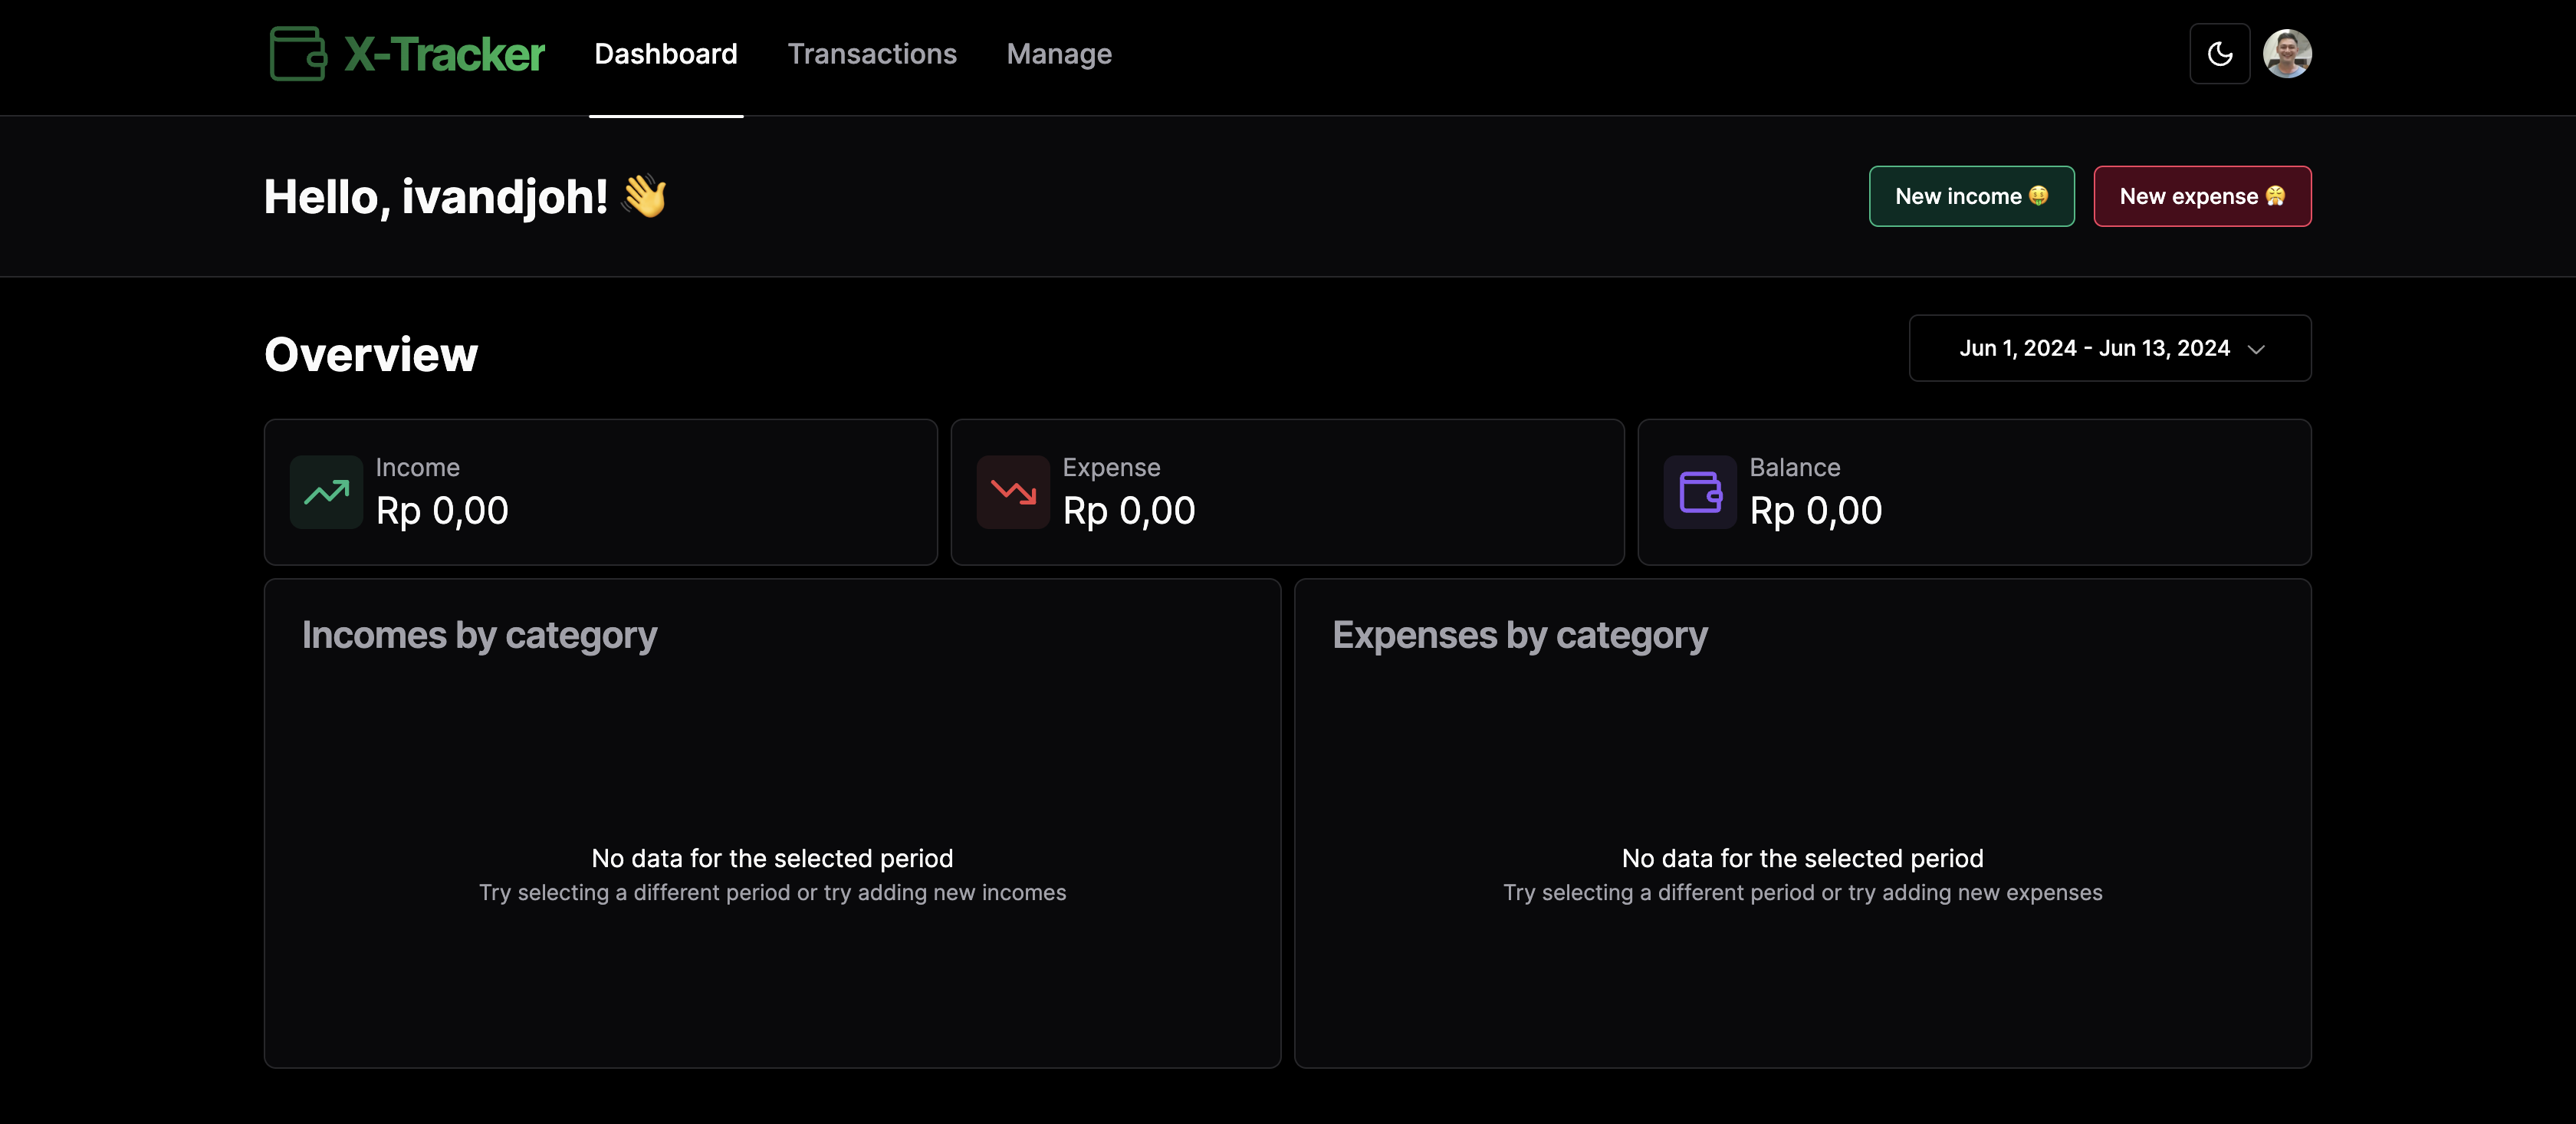 X-Tracker
Dashboard
Transactions
Manage
Hello, ivandjoh! 👋
New income 🤑
New expense 😤
Overview
Jun 1, 2024 - Jun 13, 2024
Income
Rp 0,00
Expense
Rp 0,00
Balance
Rp 0,00
Incomes by category
No data for the selected period
Try selecting a different period or try adding new incomes
Expenses by category
No data for the selected period
Try selecting a different period or try adding new expenses